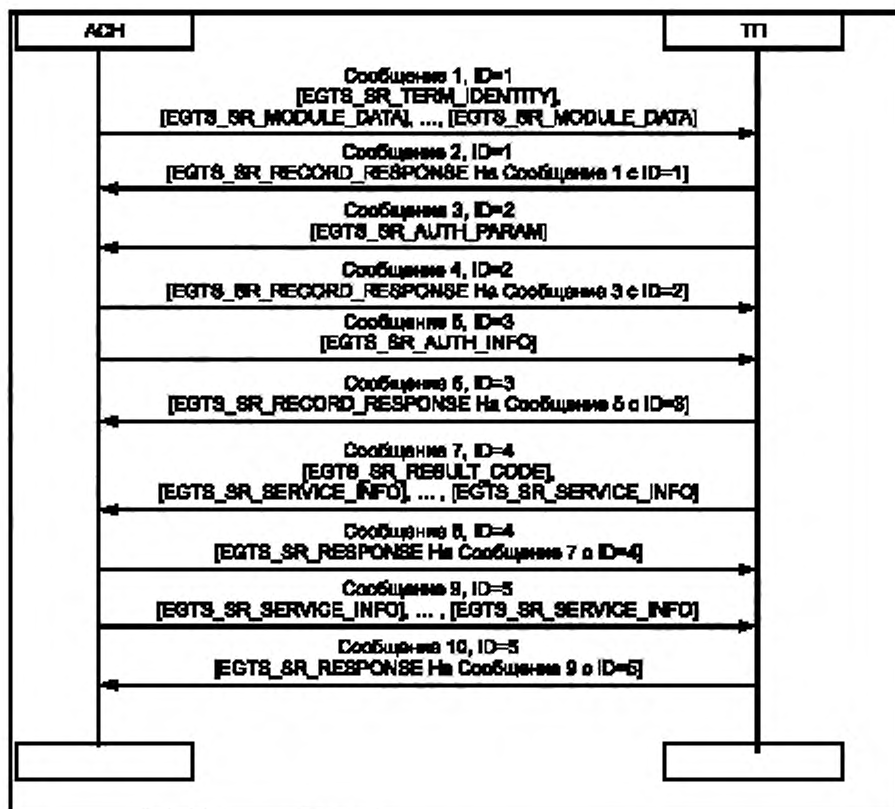 АСН
ТП
Сообщение 1, ID=1
[EGTS_SR_TERM_IDENTITY],
[EGTS_SR_MODULE_DATA], ..., [EGTS_SR_MODULE_DATA]
Сообщение 2, ID=1
[EGTS_SR_RECORD_RESPONSE На Сообщение 1 с ID=1]
Сообщение 3, ID=2
[EGTS_SR_AUTH_PARAM]
Сообщение 4, ID=2
[EGTS_SR_RECORD_RESPONSE На Сообщение 3 с ID=2]
Сообщение 5, ID=3
[EGTS_SR_AUTH_INFO]
Сообщение 6, ID=3
[EGTS_SR_RECORD_RESPONSE На Сообщение 5 с ID=3]
Сообщение 7, ID=4
[EGTS_SR_RESULT_CODE],
[EGTS_SR_SERVICE_INFO], ... , [EGTS_SR_SERVICE_INFO]
Сообщение 8, ID=4
[EGTS_SR_RESPONSE На Сообщение 7 с ID=4]
Сообщение 9, ID=5
[EGTS_SR_SERVICE_INFO], ... , [EGTS_SR_SERVICE_INFO]
Сообщение 10, ID=5
[EGTS_SR_RESPONSE На Сообщение 9 с ID=5]